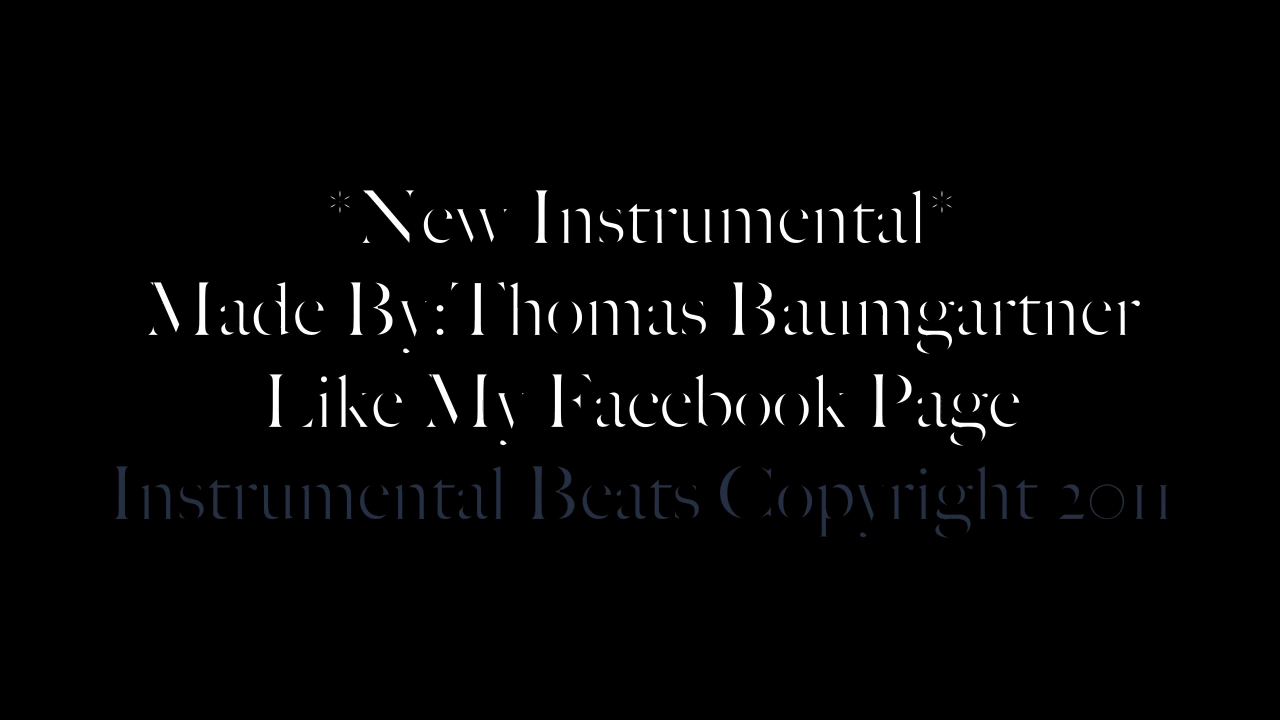 *New Instrumental*
Made By:Thomas Baumgartner
Like My Facebook Page
Instrumental Beats Copyright 2011